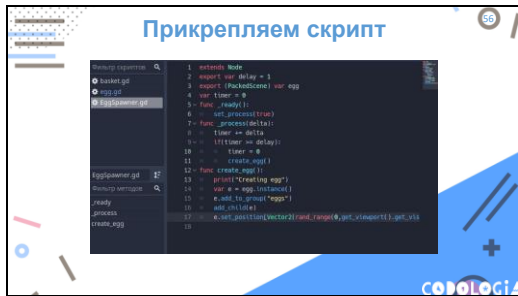 Прикрепляем скрипт
56
Фильтр скриптов
basket.gd
egg.gd
EggSpawner.gd
EggSpawner.gd
Фильтр методов
_ready
_process
create_egg
1 extends Node
2 export var delay = 1
3 export (PackedScene) var egg
4 var timer = 0
5 func _ready():
6 set_process(true)
7 func _process(delta):
8 timer += delta
9 if(timer >= delay):
10 timer = 0
11 create_egg()
12 func create_egg():
13 print("Creating egg")
14 var e = egg.instance()
15 e.add_to_group("eggs")
16 add_child(e)
17 e.set_position(Vector2(rand_range(0,get_viewport().get_vis
18
CODOLOGIA